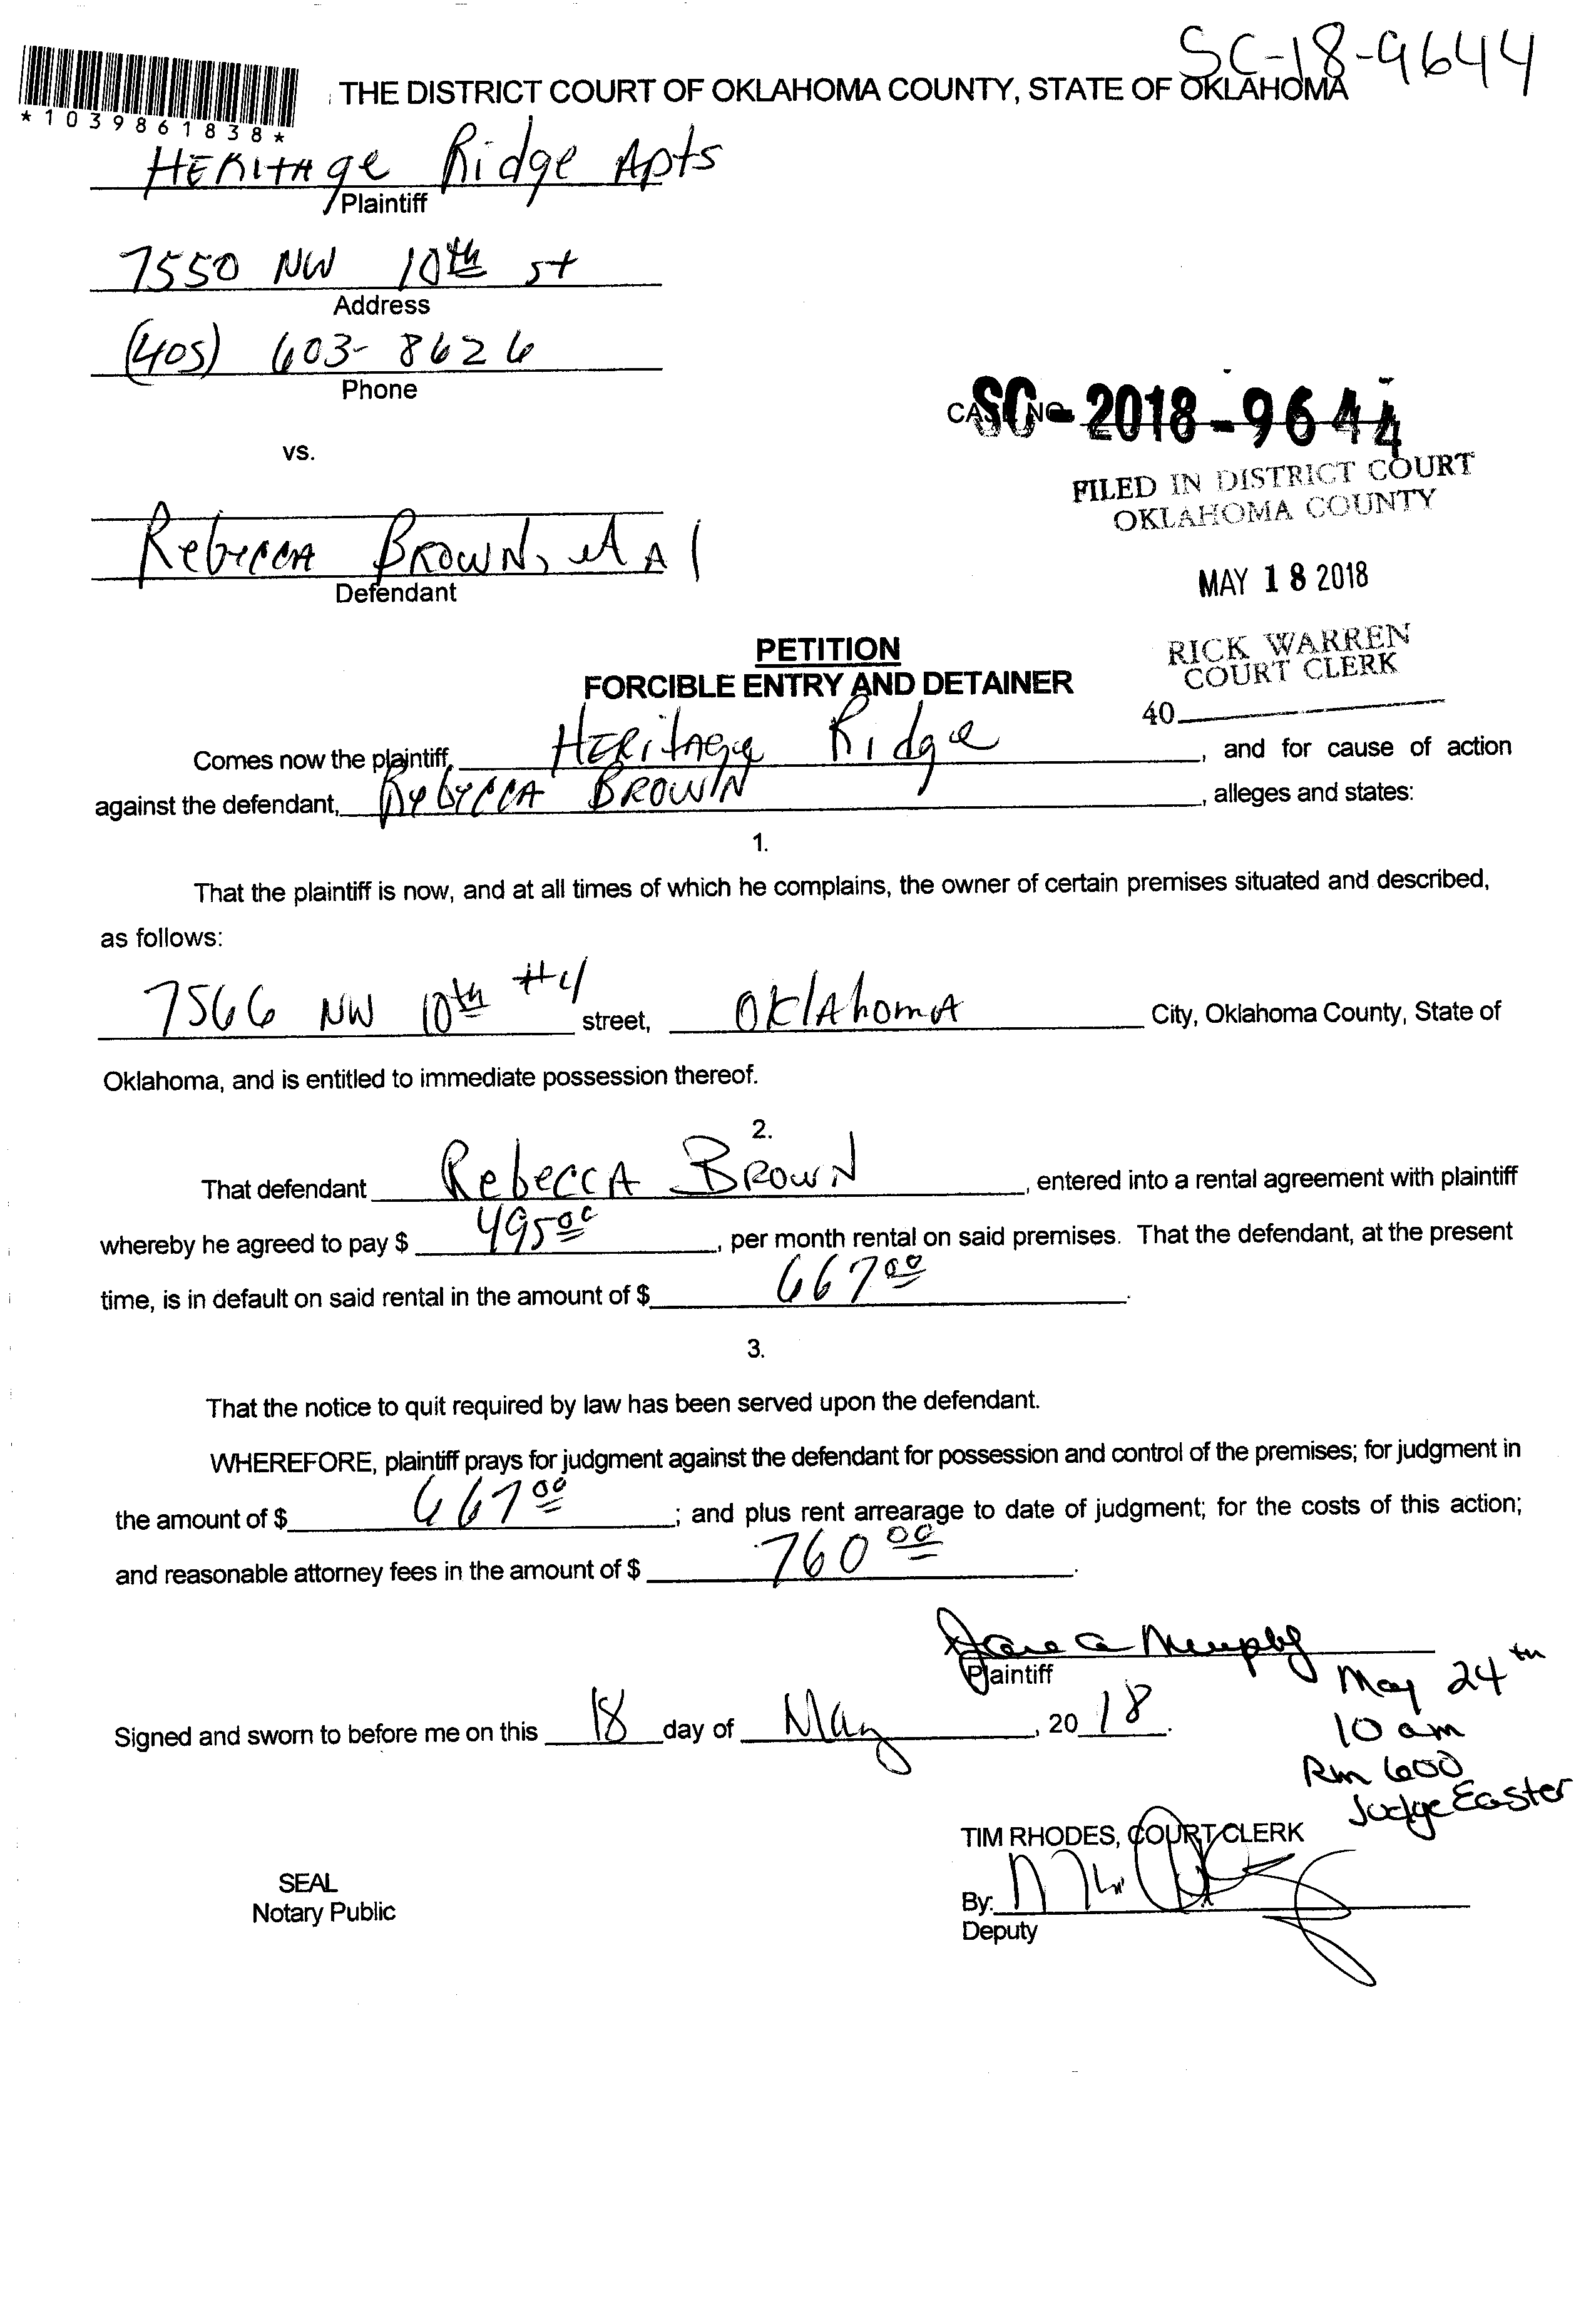 SC-18-9644
THE DISTRICT COURT OF OKLAHOMA COUNTY, STATE OF OKLAHOMA
*1039861838*
HERITAge Ridge Apts
Plaintiff
7550 NW 10th st
Address
(405) 603-8626
Phone
CASE NO.
SC-2018-9644
vs.
FILED IN DISTRICT COURT
OKLAHOMA COUNTY
Rebecca BROWN, et Al
Defendant
MAY 18 2018
RICK WARREN
COURT CLERK
40
PETITION
FORCIBLE ENTRY AND DETAINER
Comes now the plaintiff, HERitage Ridge, and for cause of action
against the defendant, Rebecca BROWN, alleges and states:
1.
That the plaintiff is now, and at all times of which he complains, the owner of certain premises situated and described,
as follows:
7566 NW 10th #4 street, OklAhomA City, Oklahoma County, State of
Oklahoma, and is entitled to immediate possession thereof.
2.
That defendant RebeccA BROWN, entered into a rental agreement with plaintiff
whereby he agreed to pay $ 495 00, per month rental on said premises. That the defendant, at the present
time, is in default on said rental in the amount of $ 667 00.
3.
That the notice to quit required by law has been served upon the defendant.
WHEREFORE, plaintiff prays for judgment against the defendant for possession and control of the premises; for judgment in
the amount of $ 667 00; and plus rent arrearage to date of judgment; for the costs of this action;
and reasonable attorney fees in the amount of $ 760 00.
Murphy
Plaintiff
May 24th
10 am
Rm 600
Judge Easter
Signed and sworn to before me on this 18 day of May, 20 18.
TIM RHODES, COURT CLERK
SEAL
Notary Public
By:
Deputy